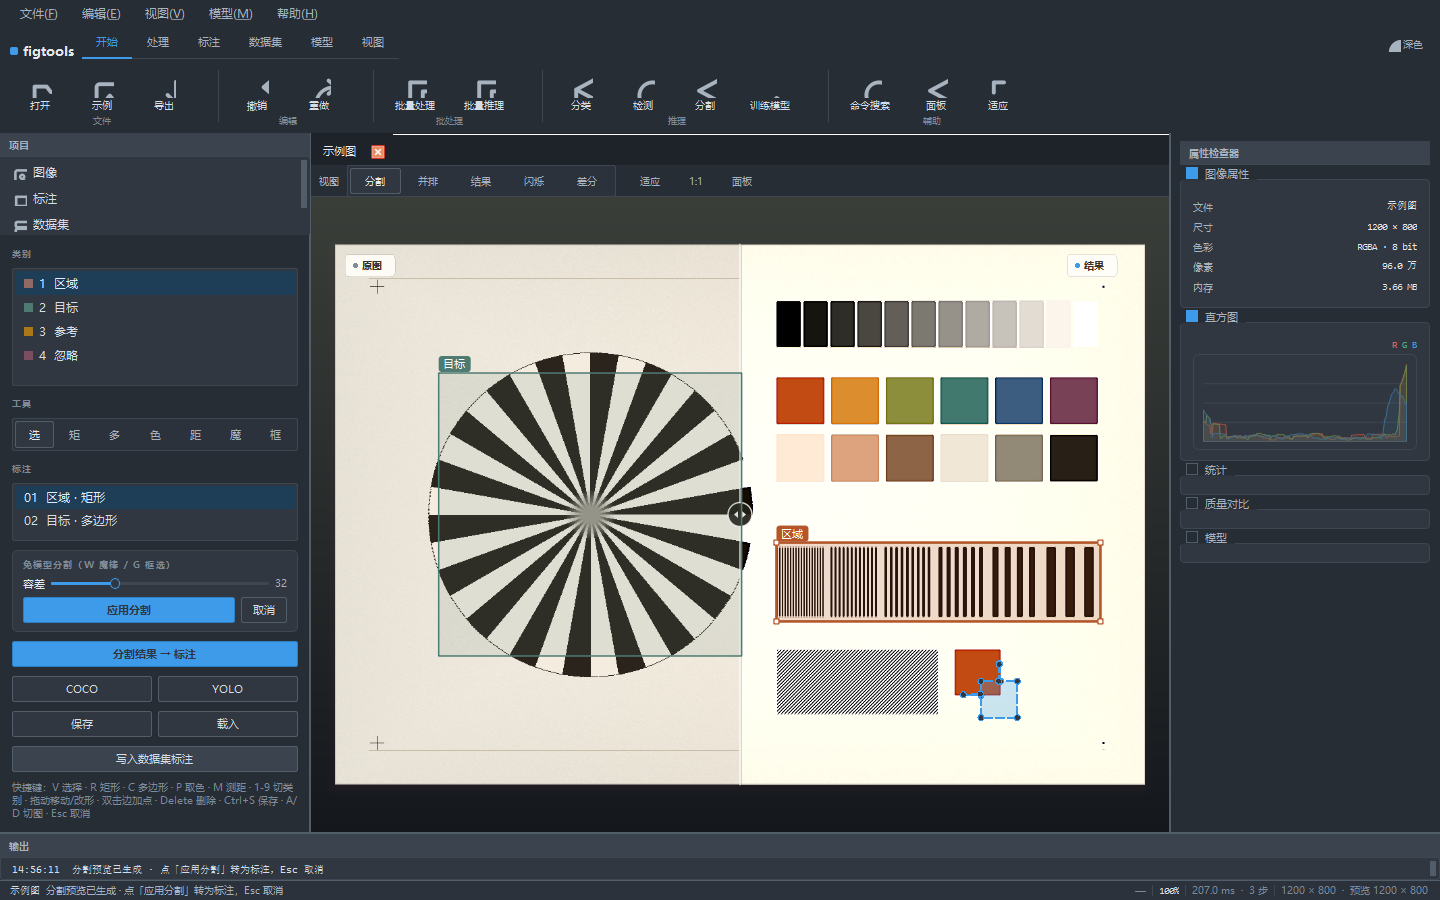 文件(F) 编辑(E) 视图(V) 模型(M) 帮助(H)
figtools 开始 处理 标注 数据集 模型 视图 深色
打开 示例 导出 撤销 重做 批量处理 批量推理 分类 检测 分割 训练模型 命令搜索 面板 适应
文件 编辑 批处理 推理 辅助
项目
图像
标注
数据集
类别
1 区域
2 目标
3 参考
4 忽略
工具
选 矩 多 色 距 魔 框
标注
01 区域 · 矩形
02 目标 · 多边形
免模型分割（W 魔棒 / G 框选）
容差 32
应用分割 取消
分割结果 → 标注
COCO YOLO
保存 载入
写入数据集标注
快捷键：V 选择 · R 矩形 · C 多边形 · P 取色 · M 测距 · 1-9 切类
别 · 拖动移动/改形 · 双击边加点 · Delete 删除 · Ctrl+S 保存 · A/
D 切图 · Esc 取消
示例图
视图 分割 并排 结果 闪烁 差分 适应 1:1 面板
原图 结果
目标
区域
属性检查器
图像属性
文件 示例图
尺寸 1200 × 800
色彩 RGBA · 8 bit
像素 96.0 万
内存 3.66 MB
直方图
R G B
统计
质量对比
模型
输出
14:56:11 分割预览已生成 · 点「应用分割」转为标注，Esc 取消
示例图 分割预览已生成 · 点「应用分割」转为标注，Esc 取消 — 100% 207.0 ms · 3 步 1200 × 800 · 预览 1200 × 800